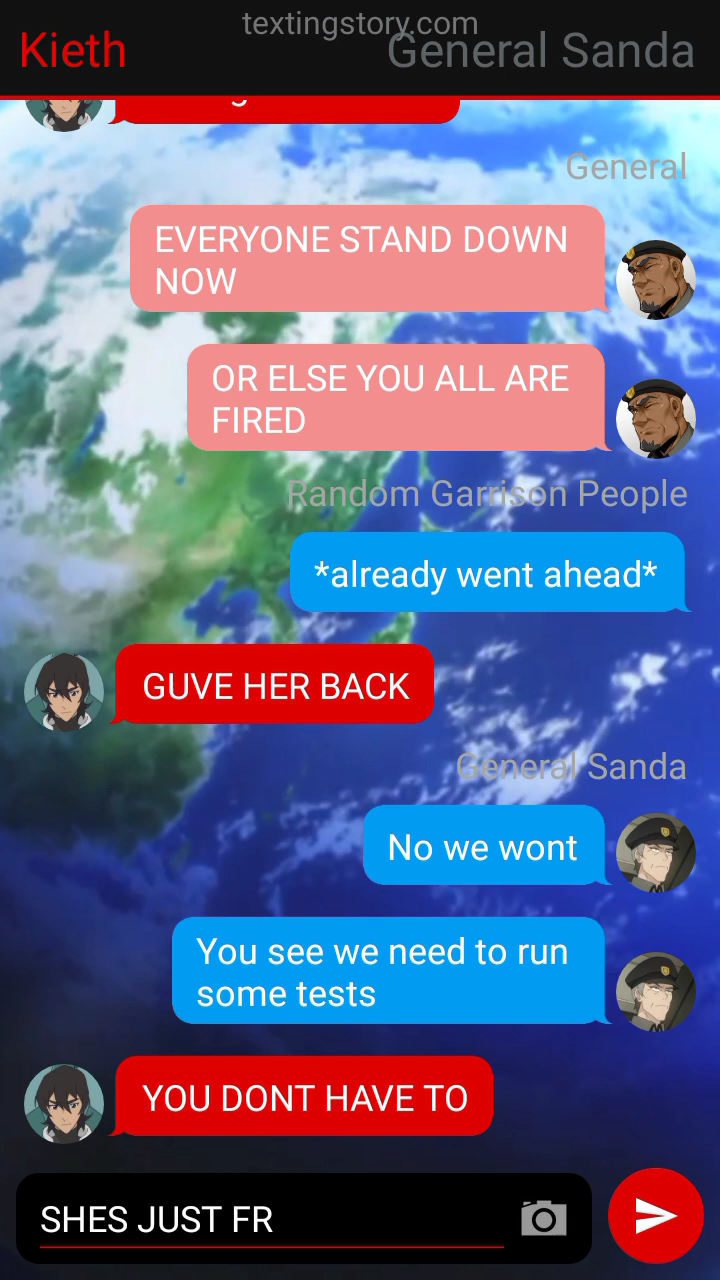 textingstory.com
Kieth
General Sanda
General
EVERYONE STAND DOWN
NOW
OR ELSE YOU ALL ARE
FIRED
Random Garrison People
*already went ahead*
GUVE HER BACK
General Sanda
No we wont
You see we need to run
some tests
YOU DONT HAVE TO
SHES JUST FR